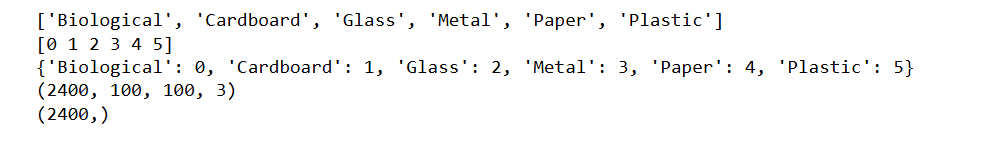 ['Biological', 'Cardboard', 'Glass', 'Metal', 'Paper', 'Plastic']
[0 1 2 3 4 5]
{'Biological': 0, 'Cardboard': 1, 'Glass': 2, 'Metal': 3, 'Paper': 4, 'Plastic': 5}
(2400, 100, 100, 3)
(2400,)